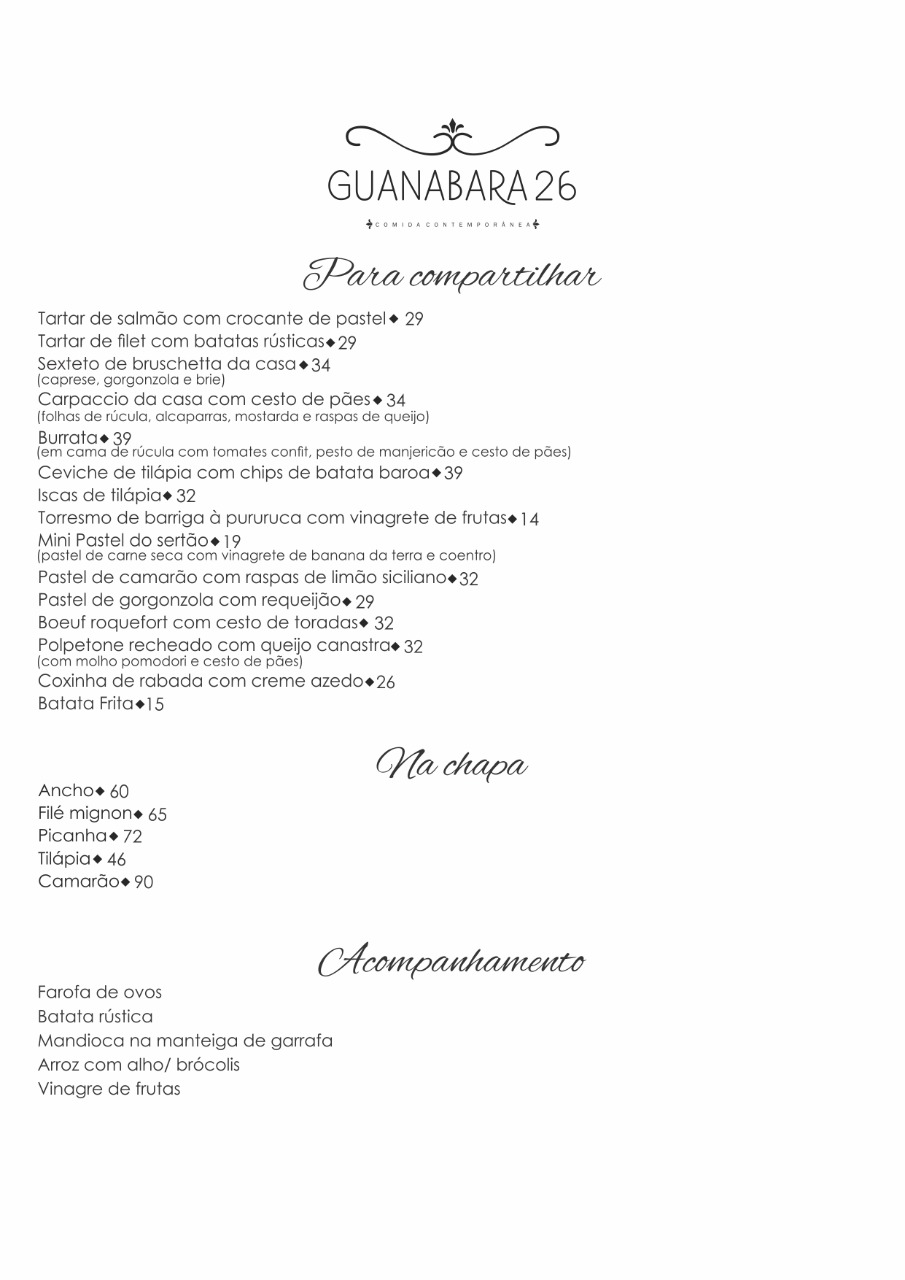 GUANABARA 26
COMIDA CONTEMPORÂNEA
Para compartilhar
Tartar de salmão com crocante de pastel◆ 29
Tartar de filet com batatas rústicas◆29
Sexteto de bruschetta da casa◆34
(caprese, gorgonzola e brie)
Carpaccio da casa com cesto de pães◆ 34
(folhas de rúcula, alcaparras, mostarda e raspas de queijo)
Burrata◆39
(em cama de rúcula com tomates confit, pesto de manjericão e cesto de pães)
Ceviche de tilápia com chips de batata baroa◆39
Iscas de tilápia◆ 32
Torresmo de barriga à pururuca com vinagrete de frutas◆14
Mini Pastel do sertão◆19
(pastel de carne seca com vinagrete de banana da terra e coentro)
Pastel de camarão com raspas de limão siciliano◆32
Pastel de gorgonzola com requeijão◆ 29
Boeuf roquefort com cesto de toradas◆ 32
Polpetone recheado com queijo canastra◆ 32
(com molho pomodori e cesto de pães)
Coxinha de rabada com creme azedo◆26
Batata Frita◆15
Na chapa
Ancho◆ 60
Filé mignon◆ 65
Picanha◆ 72
Tilápia◆ 46
Camarão◆ 90
Acompanhamento
Farofa de ovos
Batata rústica
Mandioca na manteiga de garrafa
Arroz com alho/ brócolis
Vinagre de frutas